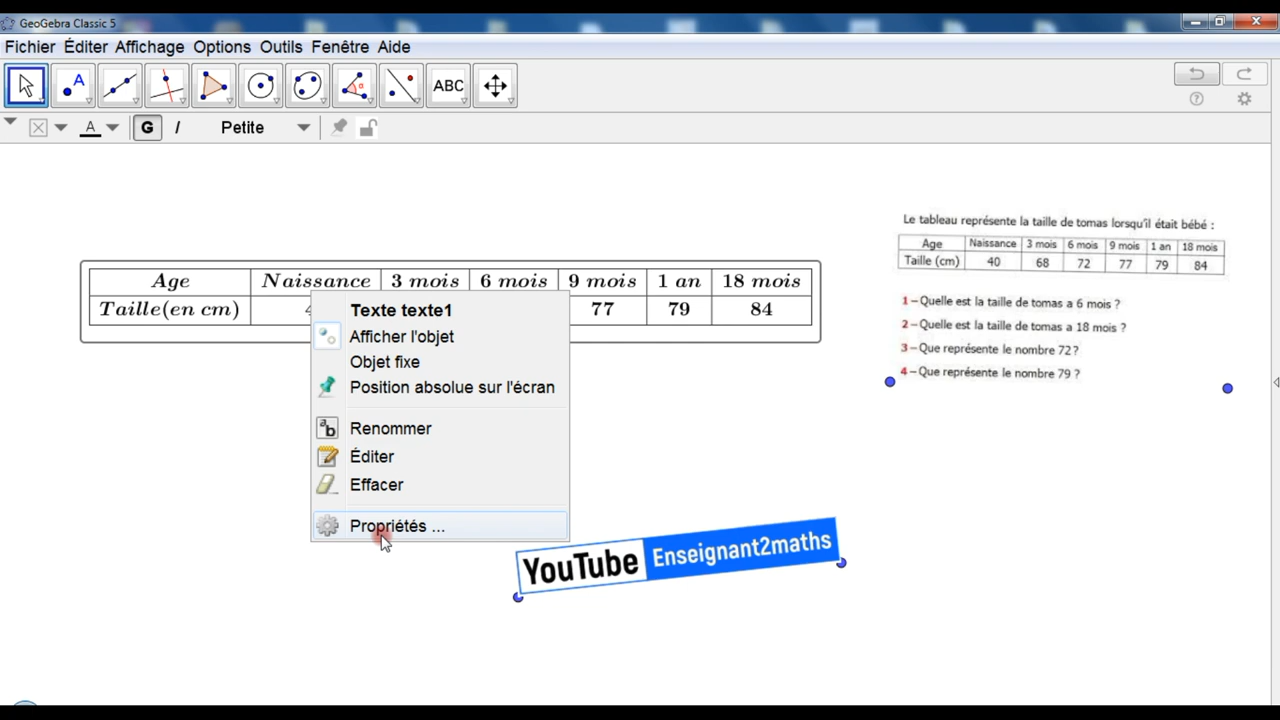 GeoGebra Classic 5
Fichier Éditer Affichage Options Outils Fenêtre Aide
A ABC
A G I Petite
Le tableau représente la taille de tomas lorsqu'il était bébé :
Age Naissance 3 mois 6 mois 9 mois 1 an 18 mois
Taille (cm) 40 68 72 77 79 84
1 – Quelle est la taille de tomas a 6 mois ?
2 – Quelle est la taille de tomas a 18 mois ?
3 – Que représente le nombre 72 ?
4 – Que représente le nombre 79 ?
Age Naissance 3 mois 6 mois 9 mois 1 an 18 mois
Taille(en cm) 4 77 79 84
Texte texte1
Afficher l'objet
Objet fixe
Position absolue sur l'écran
Renommer
Éditer
Effacer
Propriétés ...
YouTube Enseignant2maths